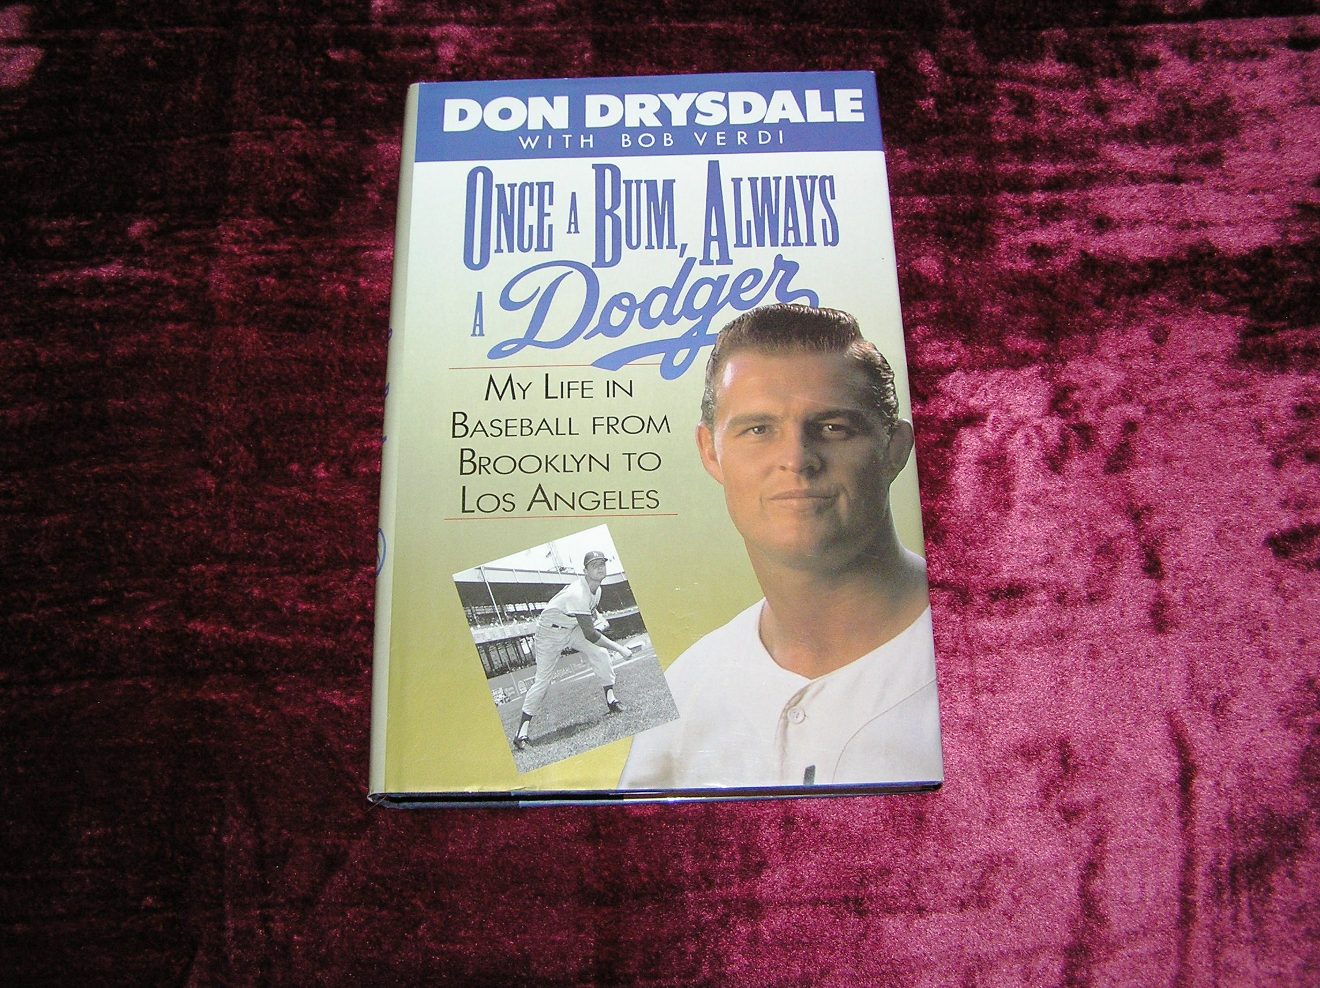 DON DRYSDALE
WITH BOB VERDI
ONCE A BUM, ALWAYS
A Dodger
MY LIFE IN
BASEBALL FROM
BROOKLYN TO
LOS ANGELES